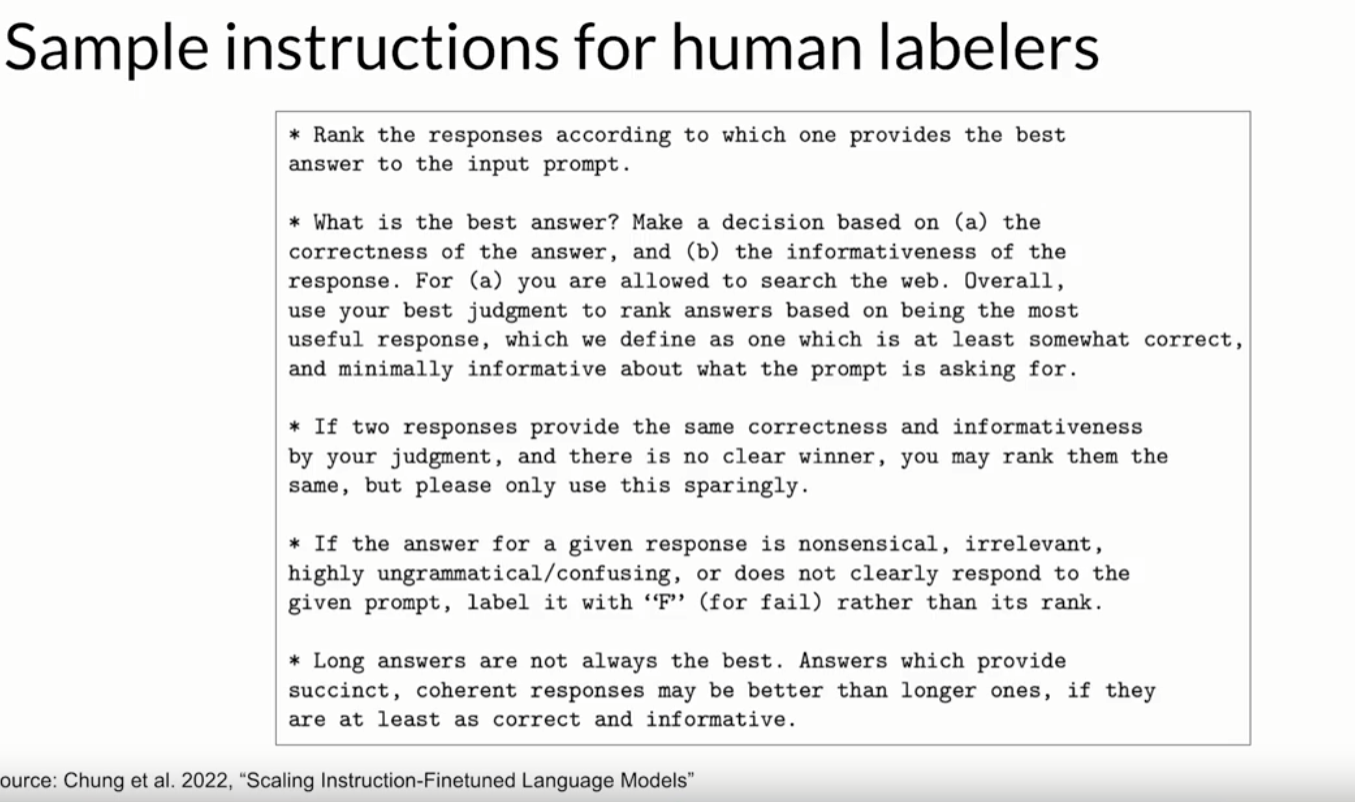 Sample instructions for human labelers
* Rank the responses according to which one provides the best
answer to the input prompt.
* What is the best answer? Make a decision based on (a) the
correctness of the answer, and (b) the informativeness of the
response. For (a) you are allowed to search the web. Overall,
use your best judgment to rank answers based on being the most
useful response, which we define as one which is at least somewhat correct,
and minimally informative about what the prompt is asking for.
* If two responses provide the same correctness and informativeness
by your judgment, and there is no clear winner, you may rank them the
same, but please only use this sparingly.
* If the answer for a given response is nonsensical, irrelevant,
highly ungrammatical/confusing, or does not clearly respond to the
given prompt, label it with “F” (for fail) rather than its rank.
* Long answers are not always the best. Answers which provide
succinct, coherent responses may be better than longer ones, if they
are at least as correct and informative.
ource: Chung et al. 2022, “Scaling Instruction-Finetuned Language Models”